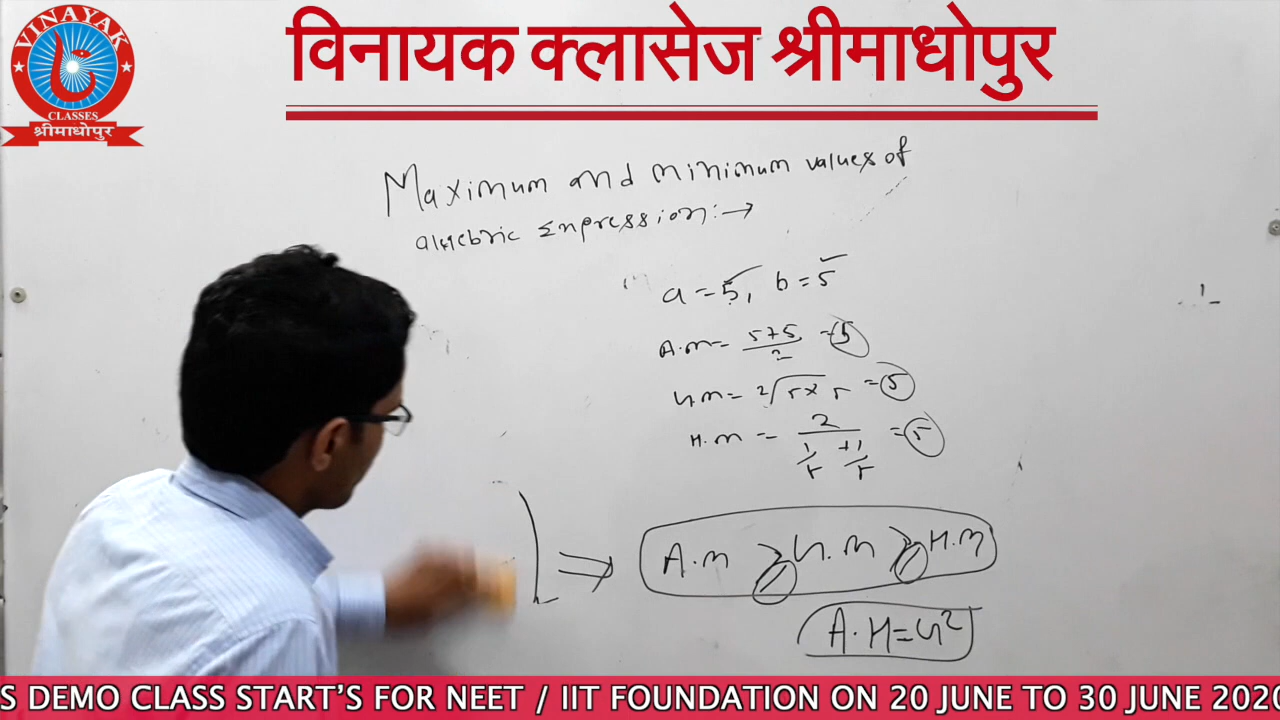 VINAYAK
CLASSES
श्रीमाधोपुर
विनायक क्लासेज श्रीमाधोपुर
Maximum and minimum values of
algebric Expression:→
a = 5, b = 5
A.m = 5+5/2 = 5
G.m = 2√5×5 = 5
H.m = 2/(1/5 + 1/5) = 5
⇒ A.m ≥ G.m ≥ H.m
A.H = G²
S DEMO CLASS START'S FOR NEET / IIT FOUNDATION ON 20 JUNE TO 30 JUNE 2020